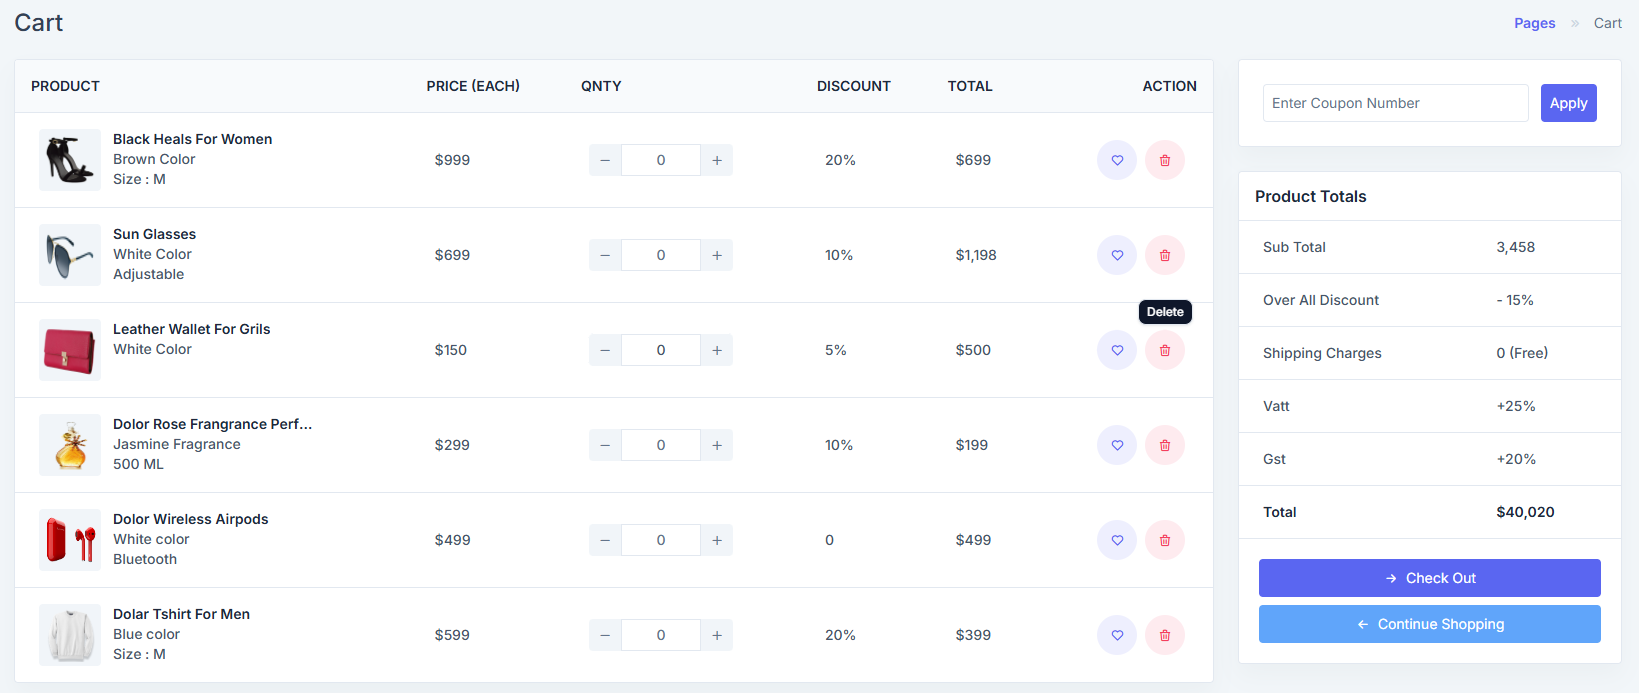 Cart
Pages » Cart
PRODUCT PRICE (EACH) QNTY DISCOUNT TOTAL ACTION
Black Heals For Women
Brown Color
Size : M
$999 − 0 + 20% $699
Sun Glasses
White Color
Adjustable
$699 − 0 + 10% $1,198
Delete
Leather Wallet For Grils
White Color
$150 − 0 + 5% $500
Dolor Rose Frangrance Perf...
Jasmine Fragrance
500 ML
$299 − 0 + 10% $199
Dolor Wireless Airpods
White color
Bluetooth
$499 − 0 + 0 $499
Dolar Tshirt For Men
Blue color
Size : M
$599 − 0 + 20% $399
Enter Coupon Number Apply
Product Totals
Sub Total 3,458
Over All Discount - 15%
Shipping Charges 0 (Free)
Vatt +25%
Gst +20%
Total $40,020
→ Check Out
← Continue Shopping